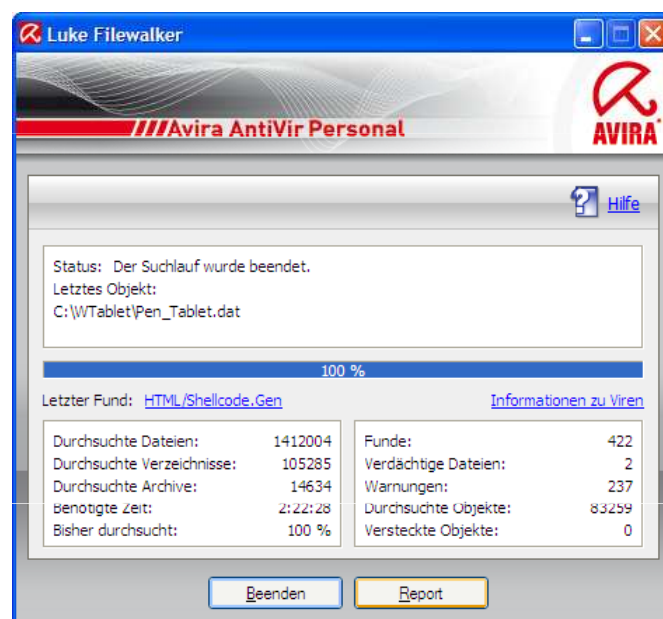 Luke Filewalker
Avira AntiVir Personal
AVIRA
Hilfe
Status: Der Suchlauf wurde beendet.
Letztes Objekt:
C:\WTablet\Pen_Tablet.dat
100 %
Letzter Fund: HTML/Shellcode.Gen
Informationen zu Viren
Durchsuchte Dateien: 1412004
Durchsuchte Verzeichnisse: 105285
Durchsuchte Archive: 14634
Benötigte Zeit: 2:22:28
Bisher durchsucht: 100 %
Funde: 422
Verdächtige Dateien: 2
Warnungen: 237
Durchsuchte Objekte: 83259
Versteckte Objekte: 0
Beenden
Report